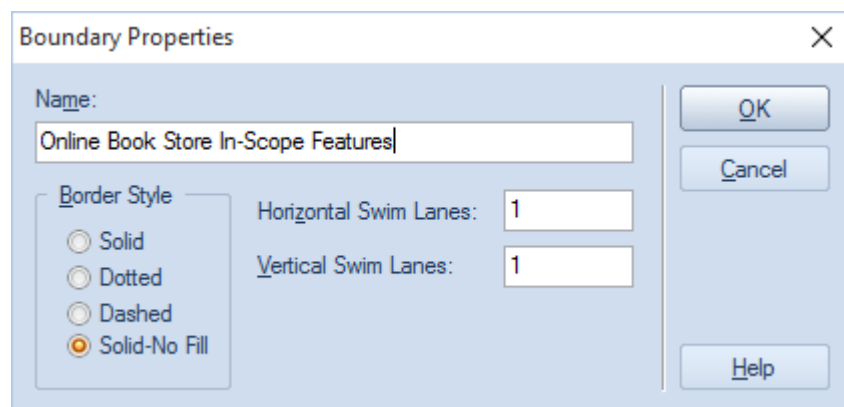 Boundary Properties
Name:
Online Book Store In-Scope Features
Border Style
Solid
Dotted
Dashed
Solid-No Fill
Horizontal Swim Lanes: 1
Vertical Swim Lanes: 1
OK
Cancel
Help